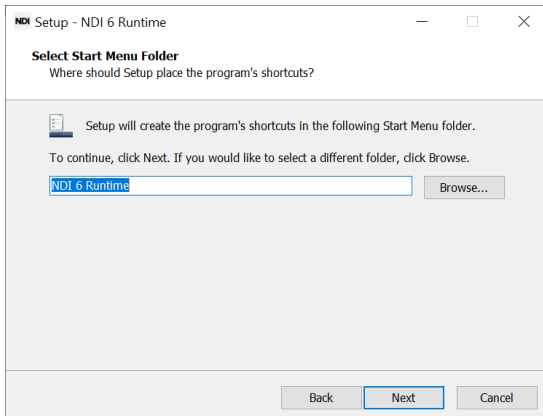 NDI Setup - NDI 6 Runtime
Select Start Menu Folder
Where should Setup place the program's shortcuts?
Setup will create the program's shortcuts in the following Start Menu folder.
To continue, click Next. If you would like to select a different folder, click Browse.
NDI 6 Runtime
Browse...
Back
Next
Cancel